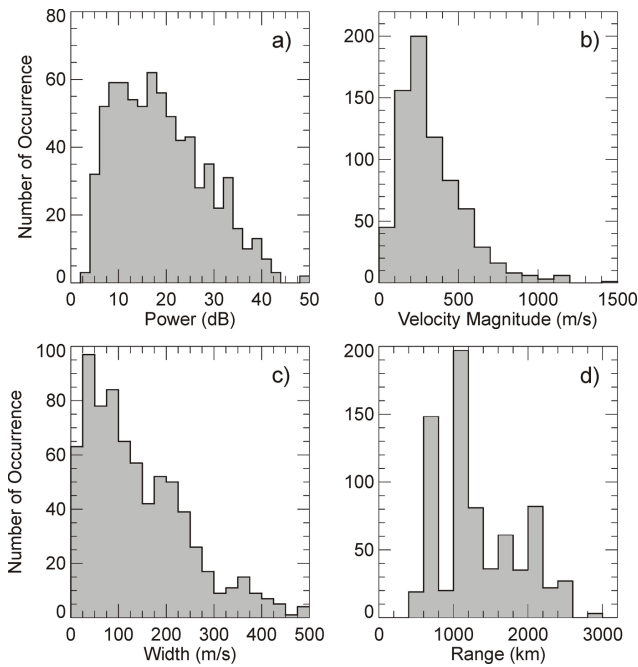 80
60
40
20
0
Number of Occurrence
a)
0 10 20 30 40 50
Power (dB)
200
150
100
50
0
b)
0 500 1000 1500
Velocity Magnitude (m/s)
100
80
60
40
20
0
Number of Occurrence
c)
0 100 200 300 400 500
Width (m/s)
200
150
100
50
0
d)
0 1000 2000 3000
Range (km)